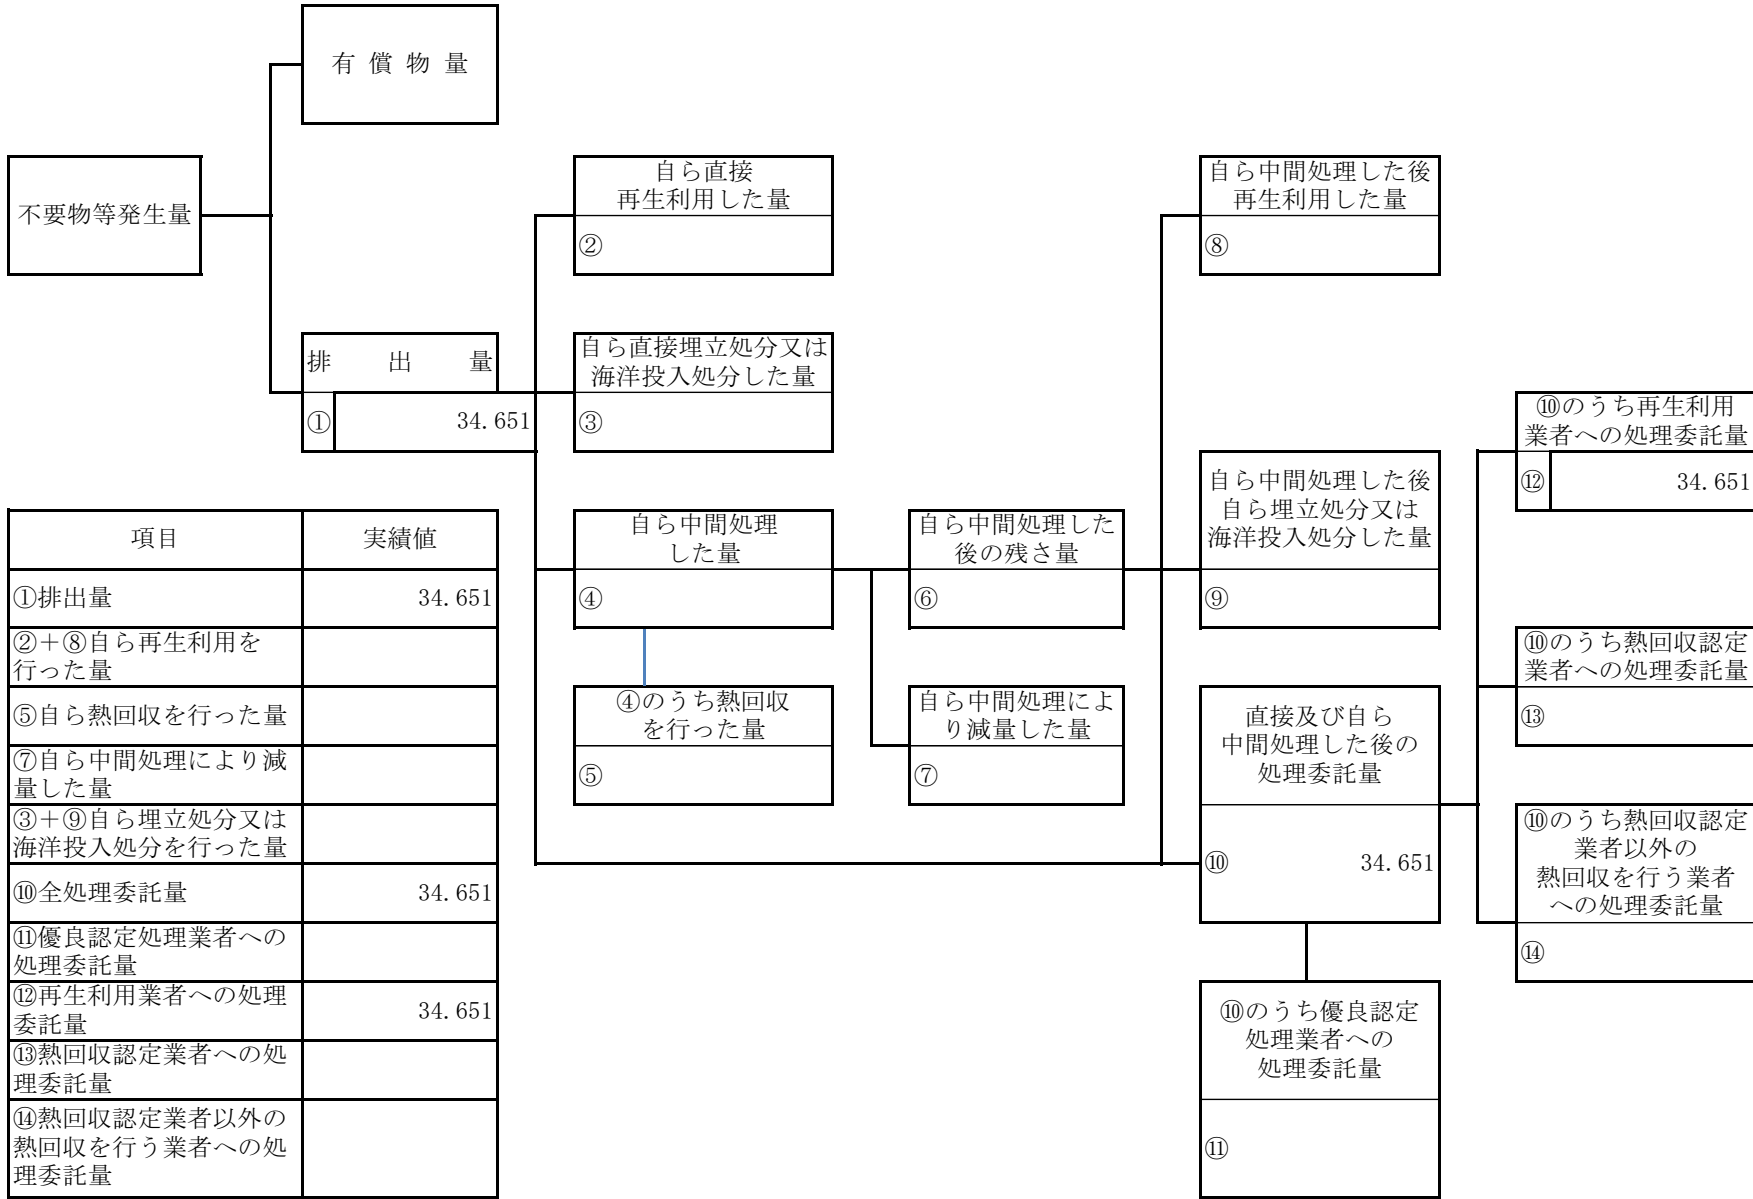 有 償 物 量
不要物等発生量
自ら直接
再生利用した量
②
自ら中間処理した後
再生利用した量
⑧
排 出 量
① 34.651
自ら直接埋立処分又は
海洋投入処分した量
③
⑩のうち再生利用
業者への処理委託量
⑫ 34.651
自ら中間処理した後
自ら埋立処分又は
海洋投入処分した量
⑨
自ら中間処理
した量
④
自ら中間処理した
後の残さ量
⑥
⑩のうち熱回収認定
業者への処理委託量
⑬
④のうち熱回収
を行った量
⑤
自ら中間処理によ
り減量した量
⑦
直接及び自ら
中間処理した後の
処理委託量
⑩ 34.651
⑩のうち熱回収認定
業者以外の
熱回収を行う業者
への処理委託量
⑭
⑩のうち優良認定
処理業者への
処理委託量
⑪
項目 実績値
①排出量 34.651
②＋⑧自ら再生利用を
行った量
⑤自ら熱回収を行った量
⑦自ら中間処理により減
量した量
③＋⑨自ら埋立処分又は
海洋投入処分を行った量
⑩全処理委託量 34.651
⑪優良認定処理業者への
処理委託量
⑫再生利用業者への処理
委託量 34.651
⑬熱回収認定業者への処
理委託量
⑭熱回収認定業者以外の
熱回収を行う業者への処
理委託量